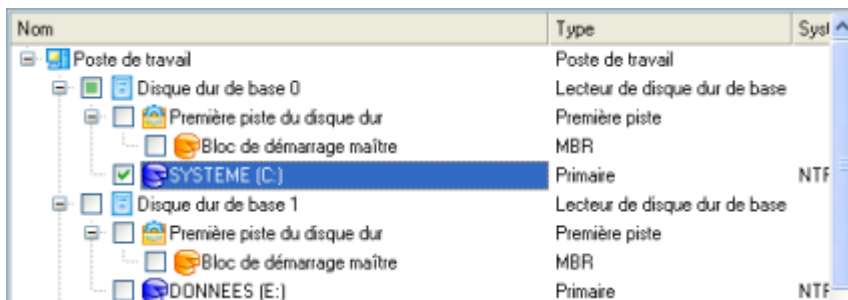 Nom Type Syst
Poste de travail Poste de travail
Disque dur de base 0 Lecteur de disque dur de base
Première piste du disque dur Première piste
Bloc de démarrage maître MBR
SYSTEME (C:) Primaire NTF
Disque dur de base 1 Lecteur de disque dur de base
Première piste du disque dur Première piste
Bloc de démarrage maître MBR
DONNEES (E:) Primaire NTF